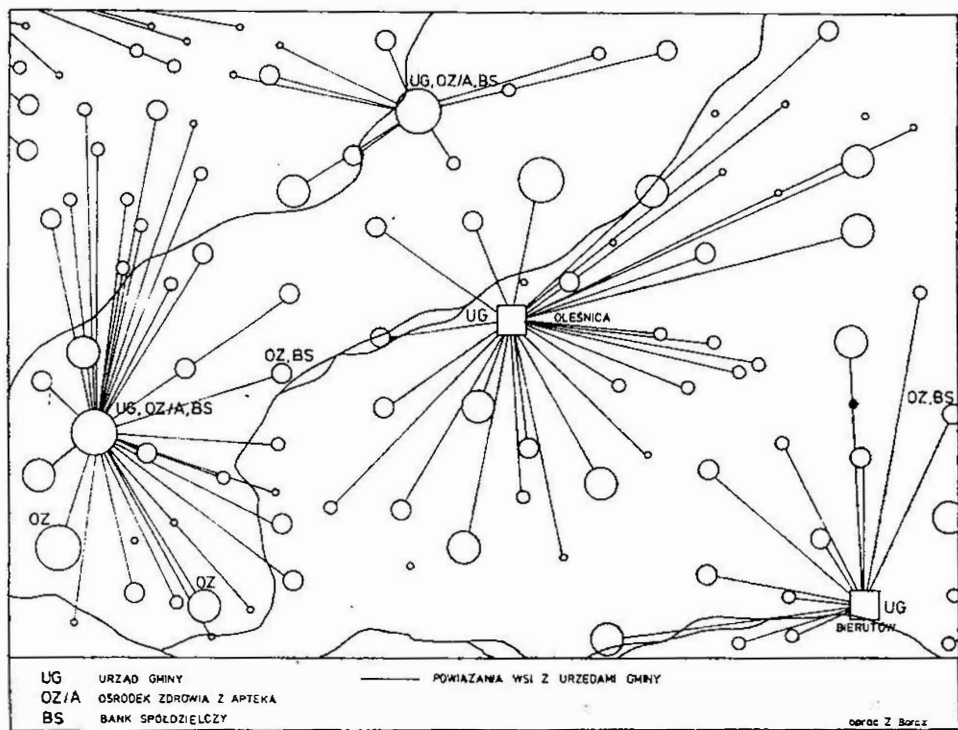 UG, OZ/A, BS
UG
OLEŚNICA
OZ, BS
UG, OZ/A, BS
OZ, BS
OZ
OZ
UG
BIERUTÓW
UG URZĄD GMINY
OZ/A OŚRODEK ZDROWIA Z APTEKA
BS BANK SPÓŁDZIELCZY
POWIĄZANIA WSI Z URZĘDAMI GMINY
oprac Z Borcz